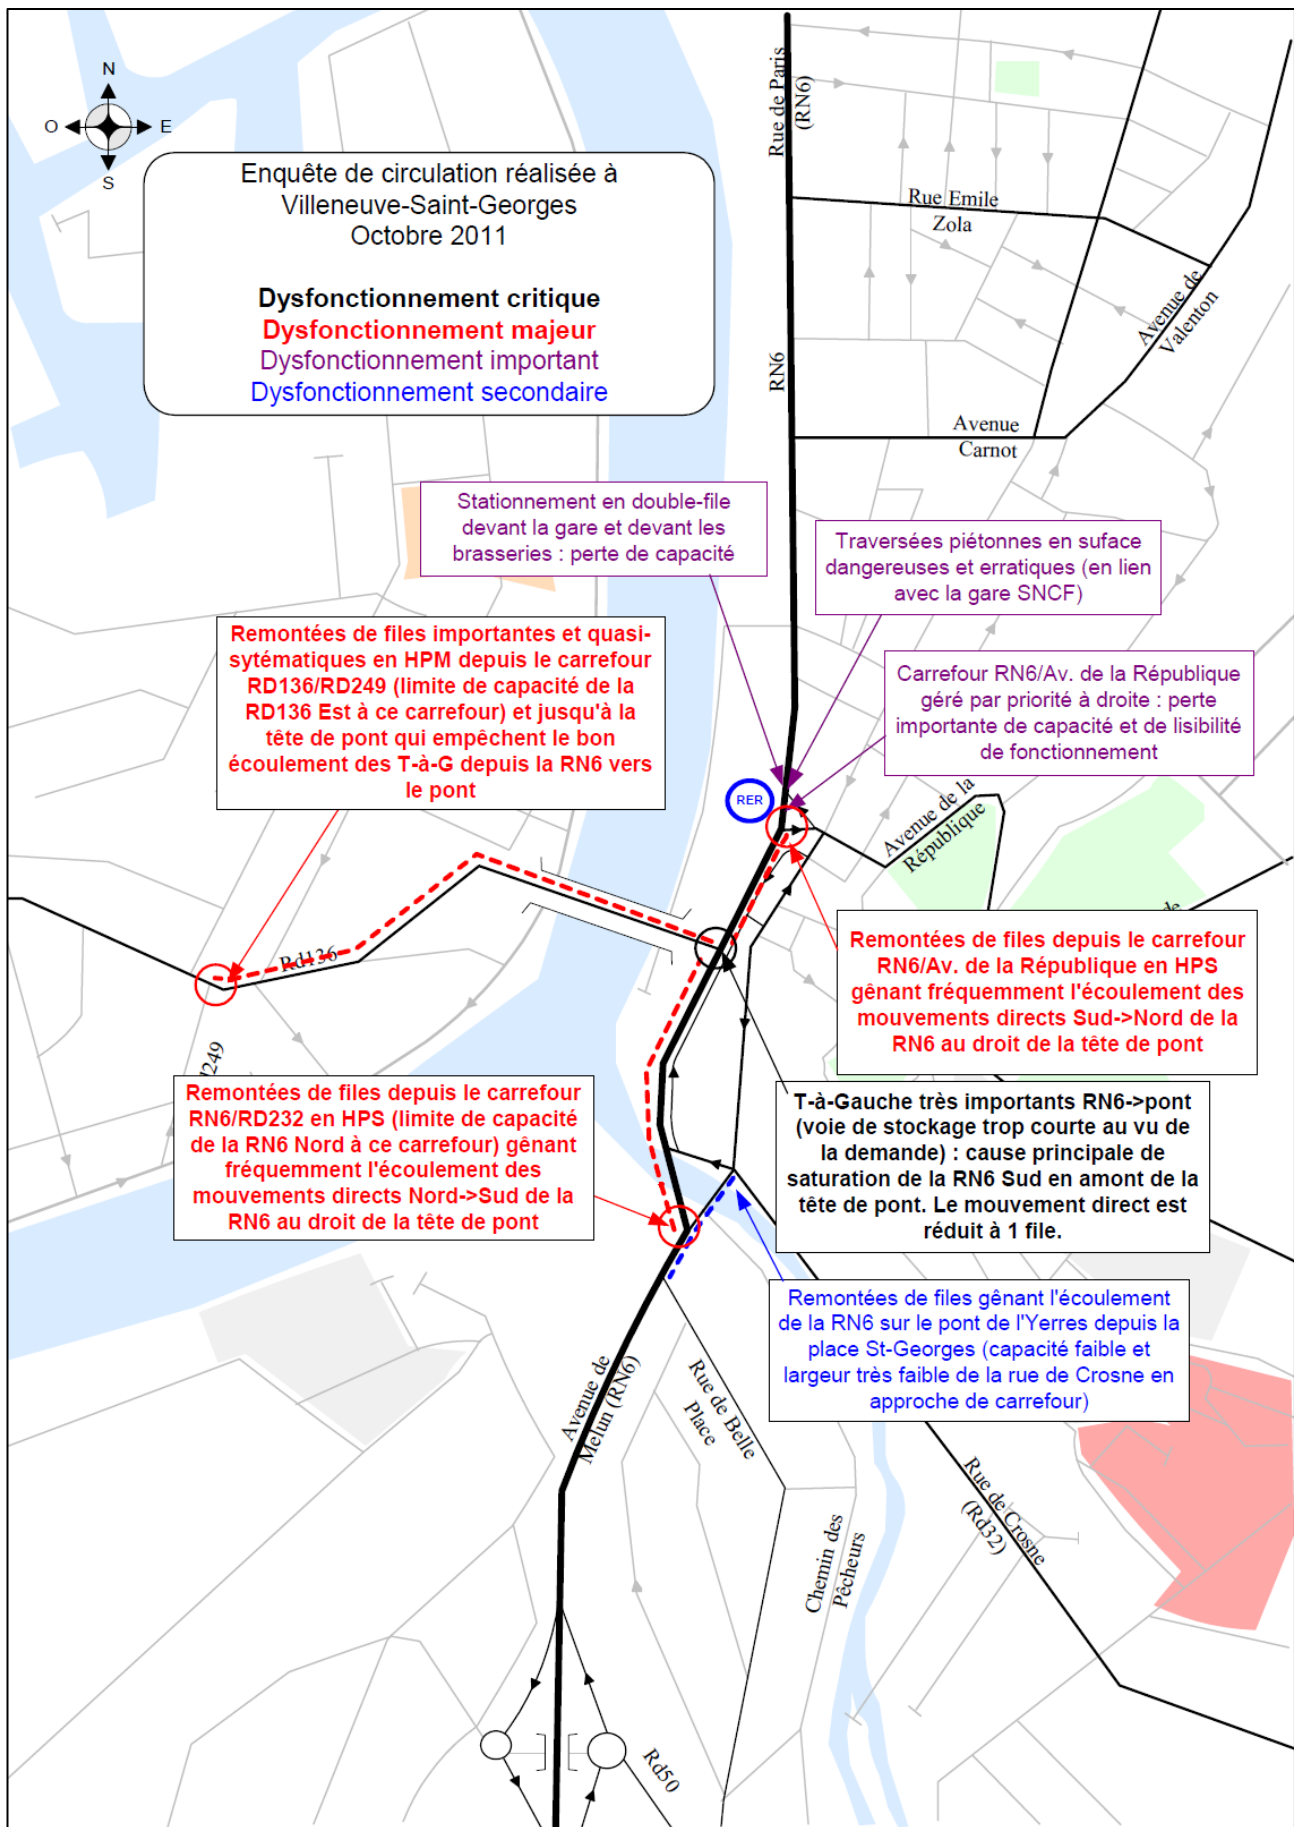 N
O
E
S
Enquête de circulation réalisée à
Villeneuve-Saint-Georges
Octobre 2011
Dysfonctionnement critique
Dysfonctionnement majeur
Dysfonctionnement important
Dysfonctionnement secondaire
Rue de Paris
(RN6)
Rue Emile
Zola
Avenue de
Valenton
RN6
Avenue
Carnot
Stationnement en double-file
devant la gare et devant les
brasseries : perte de capacité
Traversées piétonnes en suface
dangereuses et erratiques (en lien
avec la gare SNCF)
Remontées de files importantes et quasi-
sytématiques en HPM depuis le carrefour
RD136/RD249 (limite de capacité de la
RD136 Est à ce carrefour) et jusqu'à la
tête de pont qui empêchent le bon
écoulement des T-à-G depuis la RN6 vers
le pont
Carrefour RN6/Av. de la République
géré par priorité à droite : perte
importante de capacité et de lisibilité
de fonctionnement
RER
Avenue de la
République
de
Rd136
d249
Remontées de files depuis le carrefour
RN6/Av. de la République en HPS
gênant fréquemment l'écoulement des
mouvements directs Sud->Nord de la
RN6 au droit de la tête de pont
Remontées de files depuis le carrefour
RN6/RD232 en HPS (limite de capacité
de la RN6 Nord à ce carrefour) gênant
fréquemment l'écoulement des
mouvements directs Nord->Sud de la
RN6 au droit de la tête de pont
T-à-Gauche très importants RN6->pont
(voie de stockage trop courte au vu de
la demande) : cause principale de
saturation de la RN6 Sud en amont de la
tête de pont. Le mouvement direct est
réduit à 1 file.
Remontées de files gênant l'écoulement
de la RN6 sur le pont de l'Yerres depuis la
place St-Georges (capacité faible et
largeur très faible de la rue de Crosne en
approche de carrefour)
Avenue de
Melun (RN6)
Rue de Belle
Place
Rue de Crosne
(Rd32)
Chemin des
Pêcheurs
Rd50